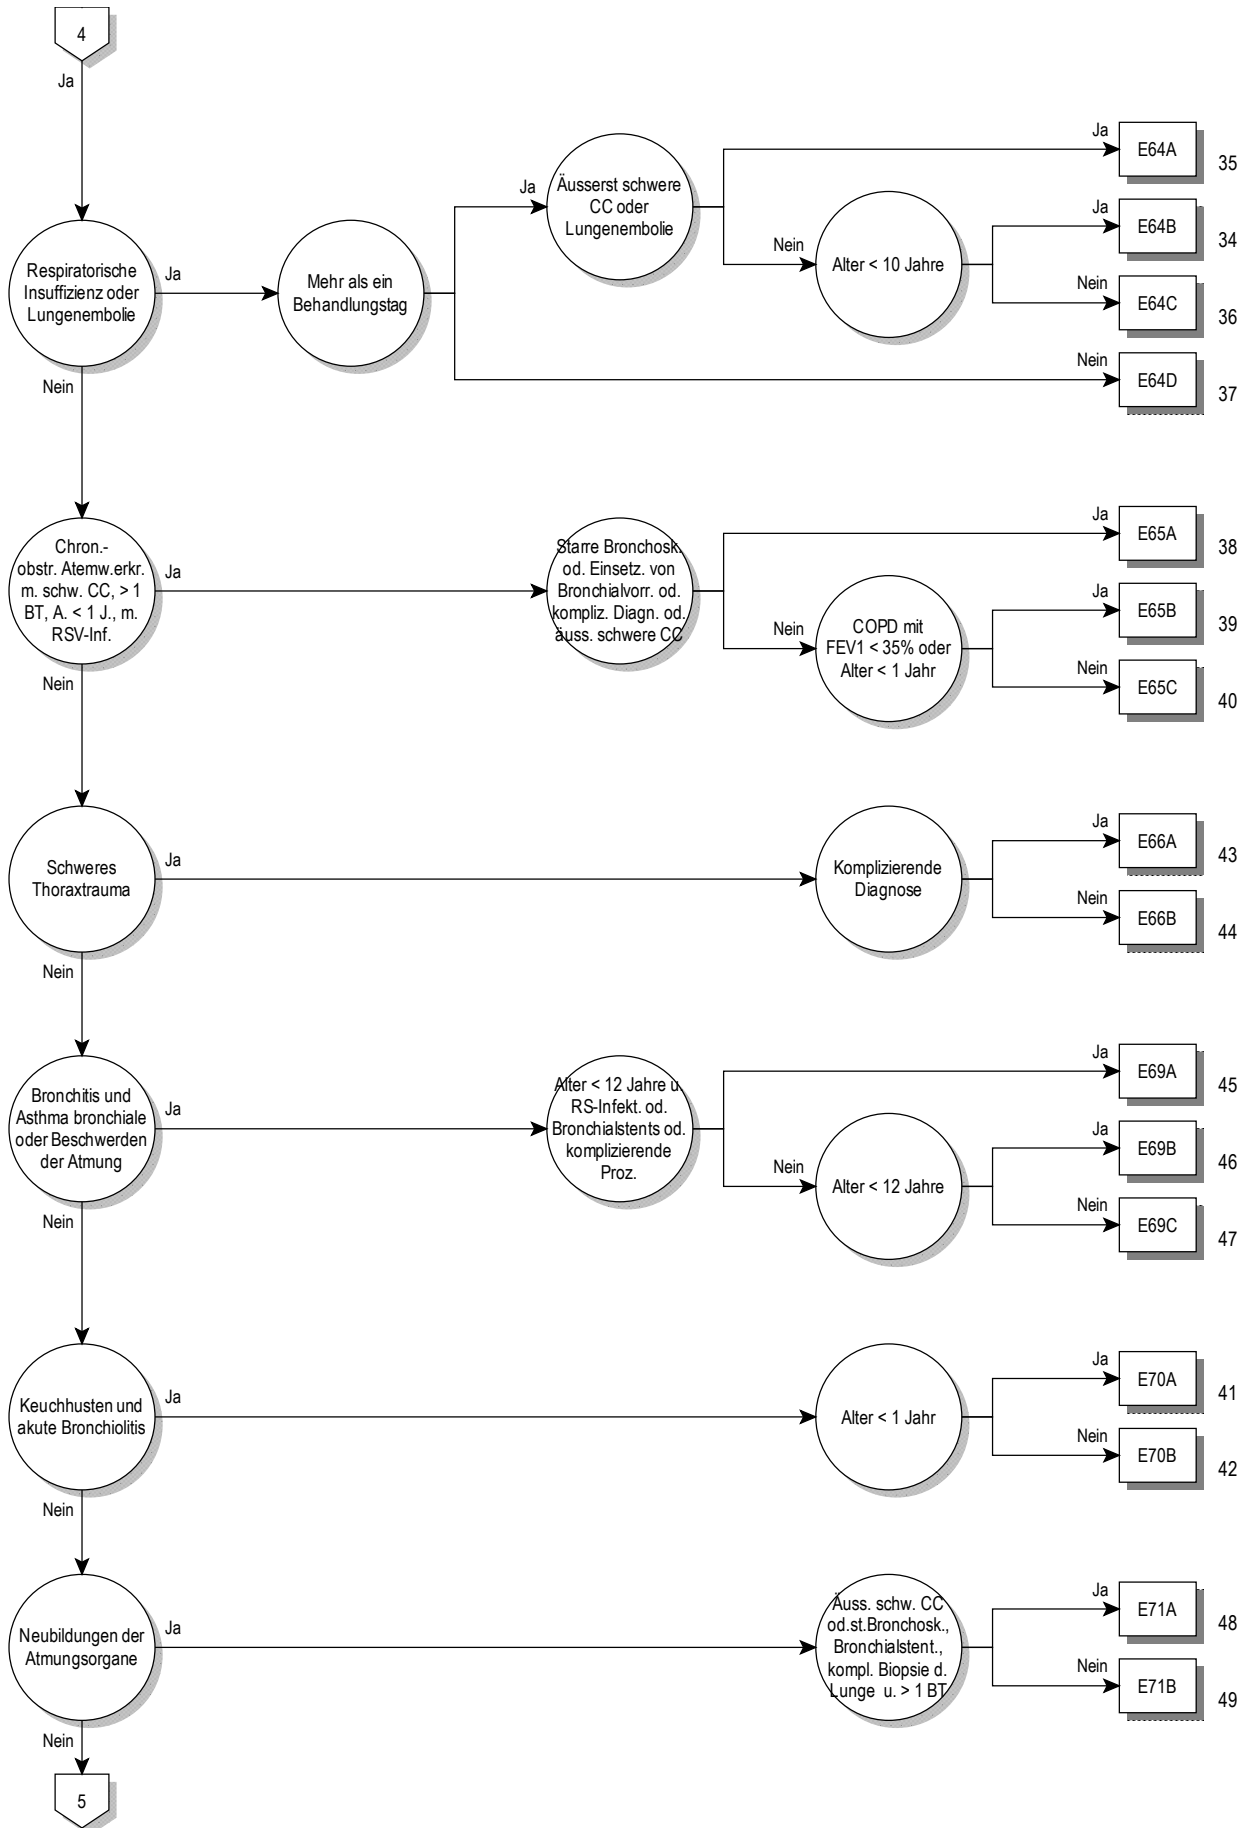 4
Ja
Respiratorische
Insuffizienz oder
Lungenembolie
Ja
Mehr als ein
Behandlungstag
Ja
Äusserst schwere
CC oder
Lungenembolie
Ja
E64A
35
Nein
Alter < 10 Jahre
Ja
E64B
34
Nein
E64C
36
Nein
E64D
37
Nein
Chron.-
obstr. Atemw.erkr.
m. schw. CC, > 1
BT, A. < 1 J., m.
RSV-Inf.
Ja
Starre Bronchosk.
od. Einsetz. von
Bronchialvorr. od.
kompliz. Diagn. od.
äuss. schwere CC
Ja
E65A
38
Nein
COPD mit
FEV1 < 35% oder
Alter < 1 Jahr
Ja
E65B
39
Nein
E65C
40
Nein
Schweres
Thoraxtrauma
Ja
Komplizierende
Diagnose
Ja
E66A
43
Nein
E66B
44
Nein
Bronchitis und
Asthma bronchiale
oder Beschwerden
der Atmung
Ja
Alter < 12 Jahre u.
RS-Infekt. od.
Bronchialstents od.
komplizierende
Proz.
Ja
E69A
45
Nein
Alter < 12 Jahre
Ja
E69B
46
Nein
E69C
47
Nein
Keuchhusten und
akute Bronchiolitis
Ja
Alter < 1 Jahr
Ja
E70A
41
Nein
E70B
42
Nein
Neubildungen der
Atmungsorgane
Ja
Äuss. schw. CC
od.st.Bronchosk.,
Bronchialstent.,
kompl. Biopsie d.
Lunge u. > 1 BT
Ja
E71A
48
Nein
E71B
49
Nein
5